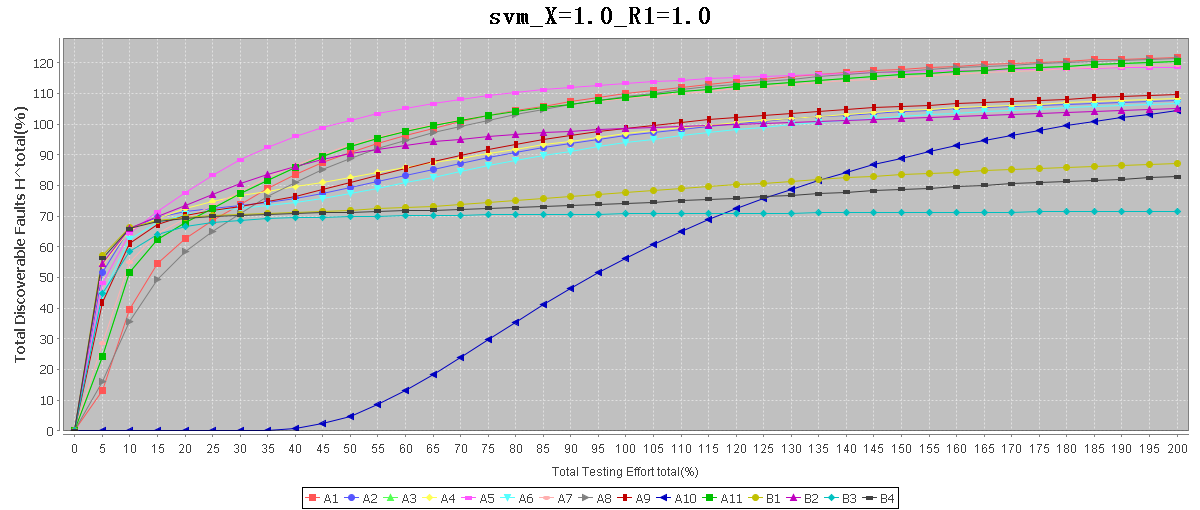 svm_X=1.0_R1=1.0
Total Discoverable Faults H^total(%)
120
110
100
90
80
70
60
50
40
30
20
10
0
0 5 10 15 20 25 30 35 40 45 50 55 60 65 70 75 80 85 90 95 100 105 110 115 120 125 130 135 140 145 150 155 160 165 170 175 180 185 190 195 200
Total Testing Effort total(%)
A1 A2 A3 A4 A5 A6 A7 A8 A9 A10 A11 B1 B2 B3 B4